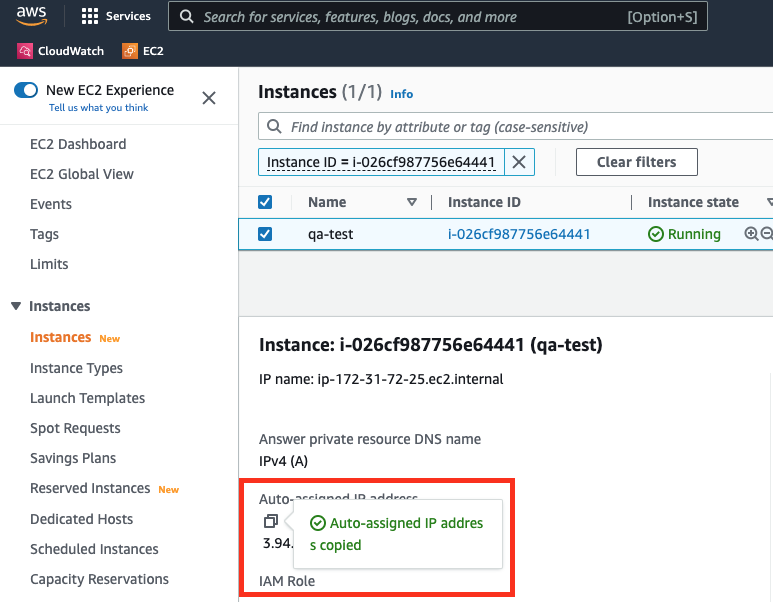 aws
Services
Search for services, features, blogs, docs, and more
[Option+S]
CloudWatch
EC2
New EC2 Experience
Tell us what you think
EC2 Dashboard
EC2 Global View
Events
Tags
Limits
Instances
Instances New
Instance Types
Launch Templates
Spot Requests
Savings Plans
Reserved Instances New
Dedicated Hosts
Scheduled Instances
Capacity Reservations
Instances (1/1) Info
Find instance by attribute or tag (case-sensitive)
Instance ID = i-026cf987756e64441
Clear filters
Name
Instance ID
Instance state
qa-test
i-026cf987756e64441
Running
Instance: i-026cf987756e64441 (qa-test)
IP name: ip-172-31-72-25.ec2.internal
Answer private resource DNS name
IPv4 (A)
Auto-assigned IP address
Auto-assigned IP addres
s copied
3.94.
IAM Role